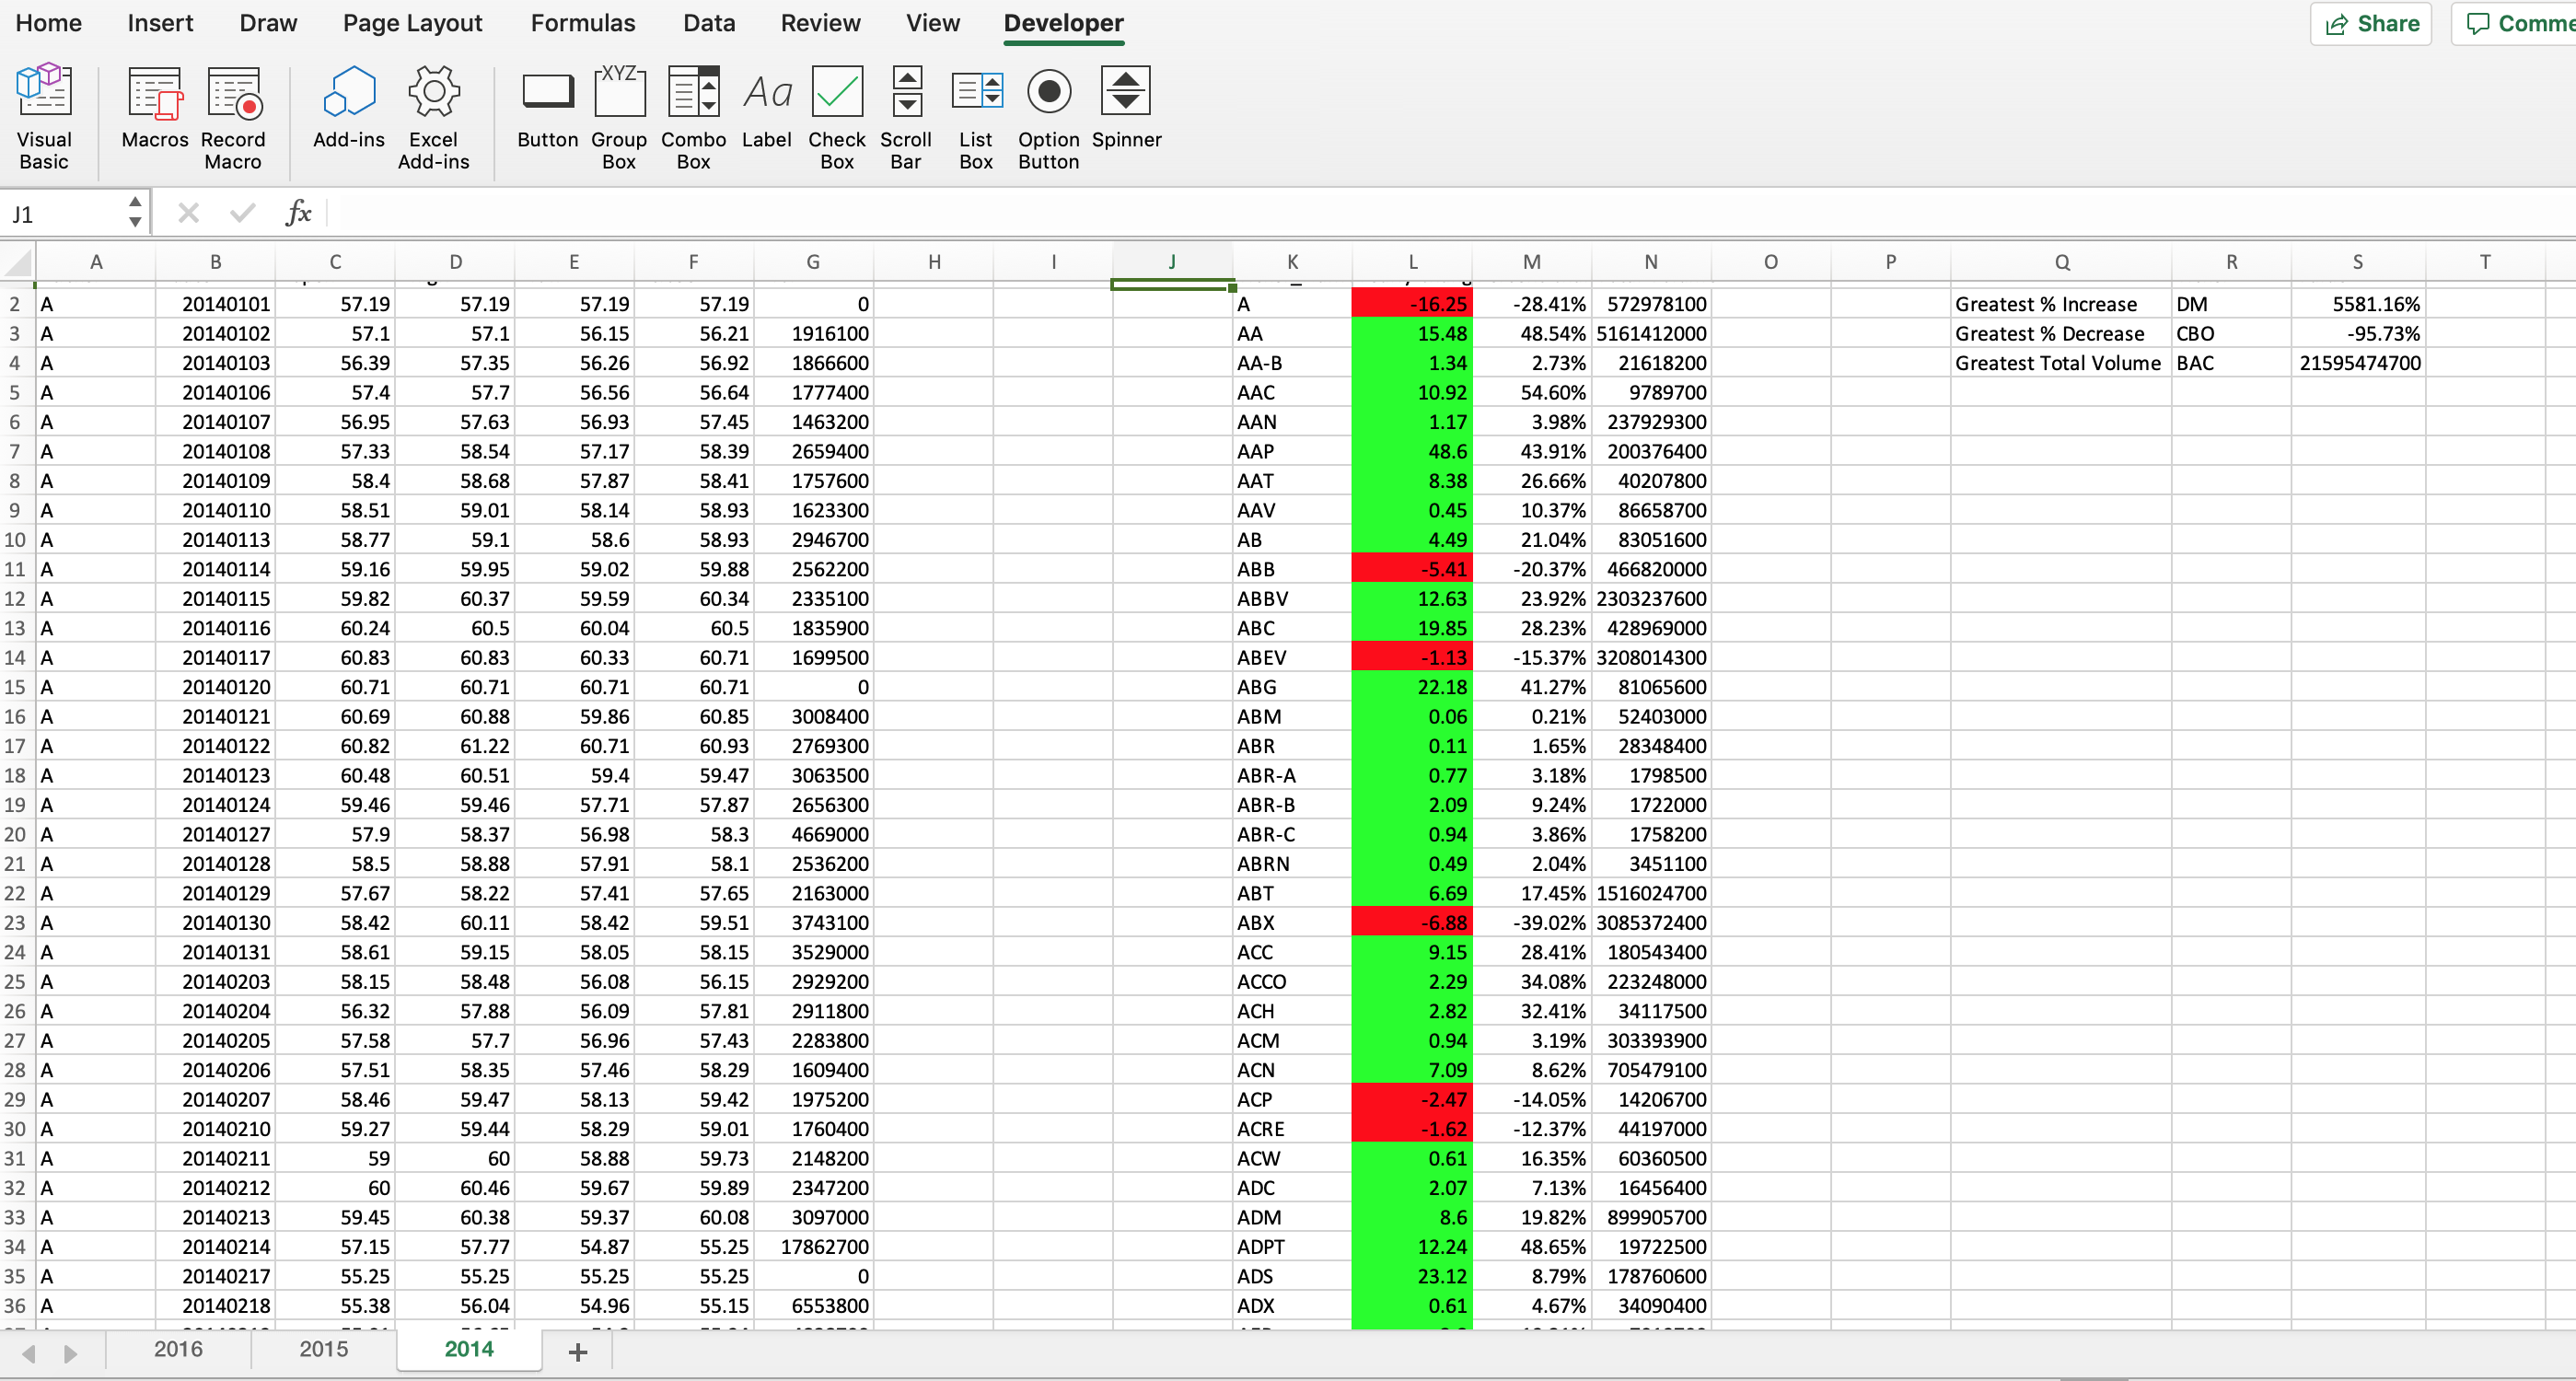 Home Insert Draw Page Layout Formulas Data Review View Developer Share Comme
Visual Basic Macros Record Macro Add-ins Excel Add-ins Button Group Box Combo Box Label Check Box Scroll Bar List Box Option Button Spinner
XYZ Aa
J1 fx
A B C D E F G H I J K L M N O P Q R S T
2 A 20140101 57.19 57.19 57.19 57.19 0 A -16.25 -28.41% 572978100 Greatest % Increase DM 5581.16%
3 A 20140102 57.1 57.1 56.15 56.21 1916100 AA 15.48 48.54% 5161412000 Greatest % Decrease CBO -95.73%
4 A 20140103 56.39 57.35 56.26 56.92 1866600 AA-B 1.34 2.73% 21618200 Greatest Total Volume BAC 21595474700
5 A 20140106 57.4 57.7 56.56 56.64 1777400 AAC 10.92 54.60% 9789700
6 A 20140107 56.95 57.63 56.93 57.45 1463200 AAN 1.17 3.98% 237929300
7 A 20140108 57.33 58.54 57.17 58.39 2659400 AAP 48.6 43.91% 200376400
8 A 20140109 58.4 58.68 57.87 58.41 1757600 AAT 8.38 26.66% 40207800
9 A 20140110 58.51 59.01 58.14 58.93 1623300 AAV 0.45 10.37% 86658700
10 A 20140113 58.77 59.1 58.6 58.93 2946700 AB 4.49 21.04% 83051600
11 A 20140114 59.16 59.95 59.02 59.88 2562200 ABB -5.41 -20.37% 466820000
12 A 20140115 59.82 60.37 59.59 60.34 2335100 ABBV 12.63 23.92% 2303237600
13 A 20140116 60.24 60.5 60.04 60.5 1835900 ABC 19.85 28.23% 428969000
14 A 20140117 60.83 60.83 60.33 60.71 1699500 ABEV -1.13 -15.37% 3208014300
15 A 20140120 60.71 60.71 60.71 60.71 0 ABG 22.18 41.27% 81065600
16 A 20140121 60.69 60.88 59.86 60.85 3008400 ABM 0.06 0.21% 52403000
17 A 20140122 60.82 61.22 60.71 60.93 2769300 ABR 0.11 1.65% 28348400
18 A 20140123 60.48 60.51 59.4 59.47 3063500 ABR-A 0.77 3.18% 1798500
19 A 20140124 59.46 59.46 57.71 57.87 2656300 ABR-B 2.09 9.24% 1722000
20 A 20140127 57.9 58.37 56.98 58.3 4669000 ABR-C 0.94 3.86% 1758200
21 A 20140128 58.5 58.88 57.91 58.1 2536200 ABRN 0.49 2.04% 3451100
22 A 20140129 57.67 58.22 57.41 57.65 2163000 ABT 6.69 17.45% 1516024700
23 A 20140130 58.42 60.11 58.42 59.51 3743100 ABX -6.88 -39.02% 3085372400
24 A 20140131 58.61 59.15 58.05 58.15 3529000 ACC 9.15 28.41% 180543400
25 A 20140203 58.15 58.48 56.08 56.15 2929200 ACCO 2.29 34.08% 223248000
26 A 20140204 56.32 57.88 56.09 57.81 2911800 ACH 2.82 32.41% 34117500
27 A 20140205 57.58 57.7 56.96 57.43 2283800 ACM 0.94 3.19% 303393900
28 A 20140206 57.51 58.35 57.46 58.29 1609400 ACN 7.09 8.62% 705479100
29 A 20140207 58.46 59.47 58.13 59.42 1975200 ACP -2.47 -14.05% 14206700
30 A 20140210 59.27 59.44 58.29 59.01 1760400 ACRE -1.62 -12.37% 44197000
31 A 20140211 59 60 58.88 59.73 2148200 ACW 0.61 16.35% 60360500
32 A 20140212 60 60.46 59.67 59.89 2347200 ADC 2.07 7.13% 16456400
33 A 20140213 59.45 60.38 59.37 60.08 3097000 ADM 8.6 19.82% 899905700
34 A 20140214 57.15 57.77 54.87 55.25 17862700 ADPT 12.24 48.65% 19722500
35 A 20140217 55.25 55.25 55.25 55.25 0 ADS 23.12 8.79% 178760600
36 A 20140218 55.38 56.04 54.96 55.15 6553800 ADX 0.61 4.67% 34090400
2016 2015 2014 +